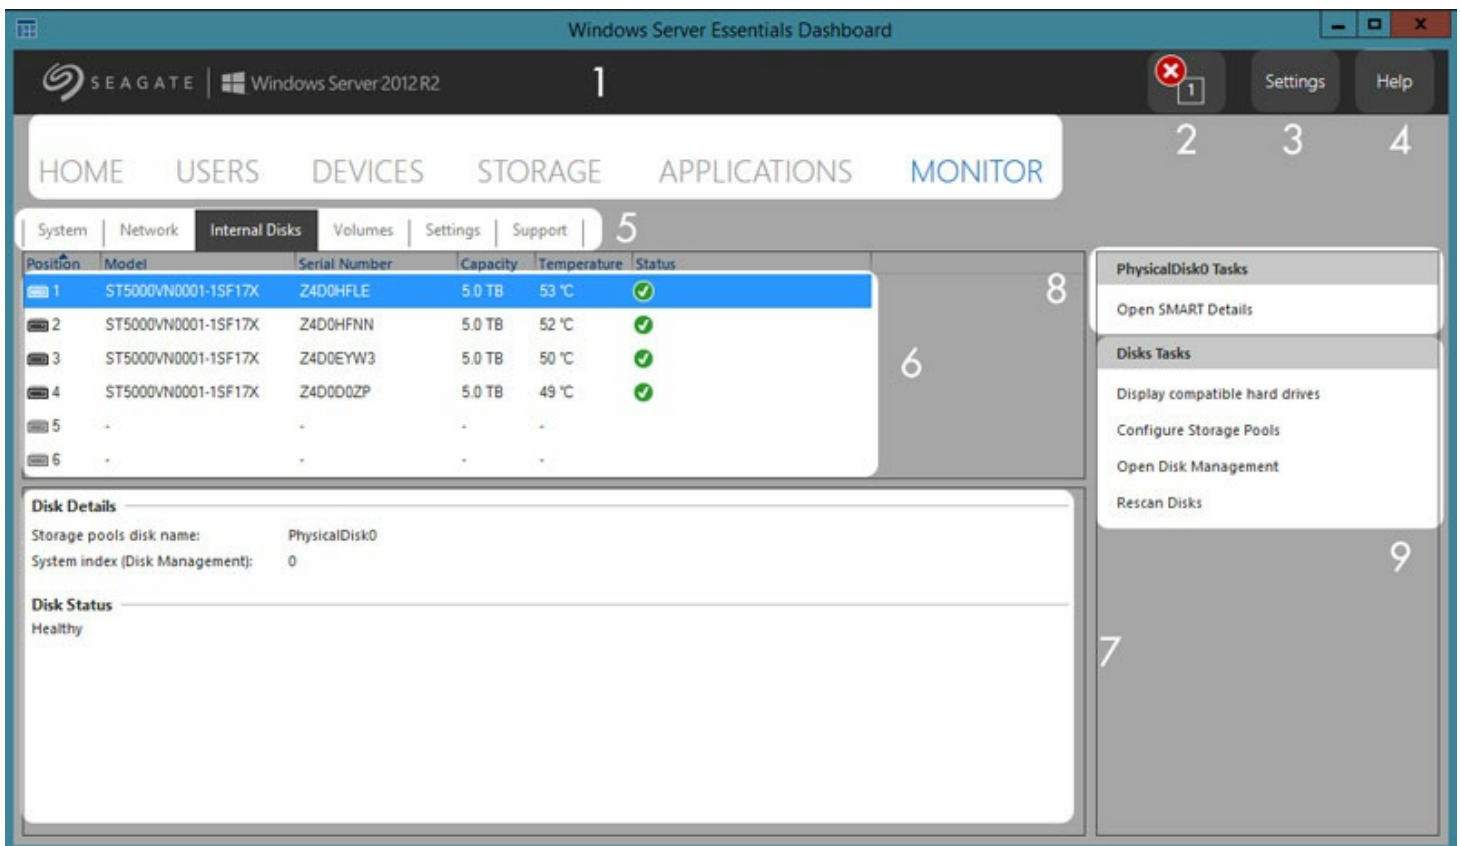 Windows Server Essentials Dashboard
SEAGATE | Windows Server 2012 R2 1 1 Settings Help
2 3 4
HOME USERS DEVICES STORAGE APPLICATIONS MONITOR
System Network Internal Disks Volumes Settings Support 5
Position Model Serial Number Capacity Temperature Status
1 ST5000VN0001-1SF17X Z4D0HFLE 5.0 TB 53 °C
2 ST5000VN0001-1SF17X Z4D0HFNN 5.0 TB 52 °C
3 ST5000VN0001-1SF17X Z4D0EYW3 5.0 TB 50 °C
4 ST5000VN0001-1SF17X Z4D0D0ZP 5.0 TB 49 °C
5 - - - -
6 - - - -
6
8
PhysicalDisk0 Tasks
Open SMART Details
Disks Tasks
Display compatible hard drives
Configure Storage Pools
Open Disk Management
Rescan Disks
9
Disk Details
Storage pools disk name: PhysicalDisk0
System index (Disk Management): 0
Disk Status
Healthy
7